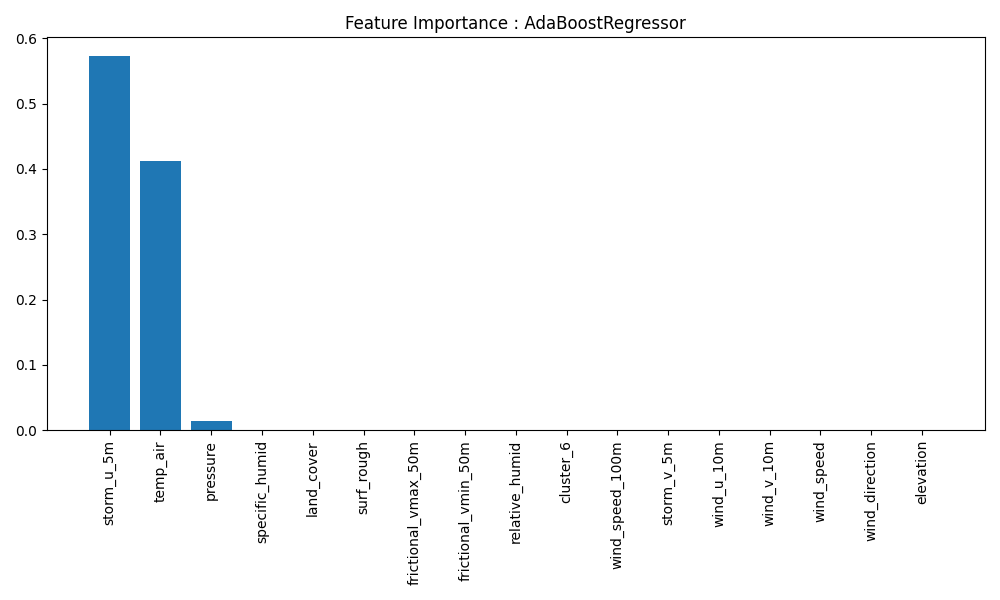 Feature Importance : AdaBoostRegressor
0.6
0.5
0.4
0.3
0.2
0.1
0.0
storm_u_5m
temp_air
pressure
specific_humid
land_cover
surf_rough
frictional_vmax_50m
frictional_vmin_50m
relative_humid
cluster_6
wind_speed_100m
storm_v_5m
wind_u_10m
wind_v_10m
wind_speed
wind_direction
elevation